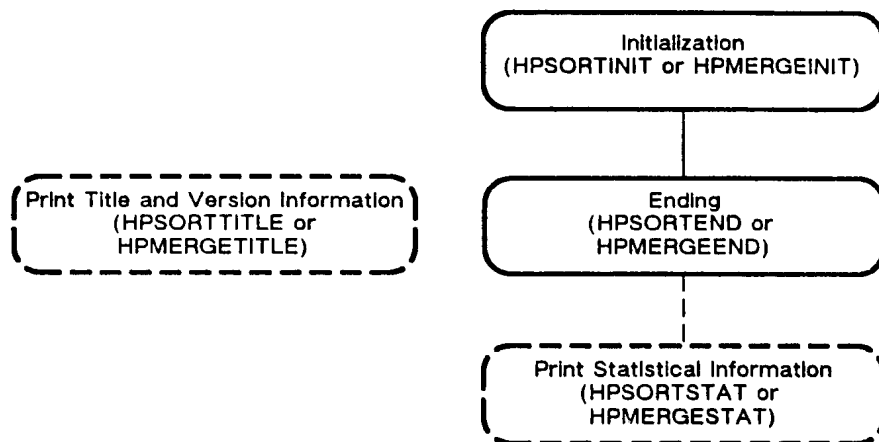 Initialization
(HPSORTINIT or HPMERGEINIT)
Print Title and Version Information
(HPSORTTITLE or
HPMERGETITLE)
Ending
(HPSORTEND or
HPMERGEEND)
Print Statistical Information
(HPSORTSTAT or
HPMERGESTAT)